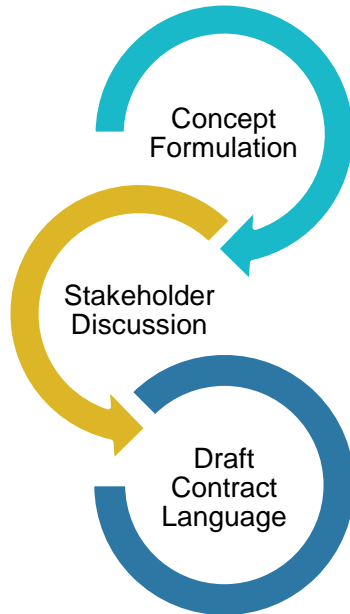 Concept
Formulation
Stakeholder
Discussion
Draft
Contract
Language